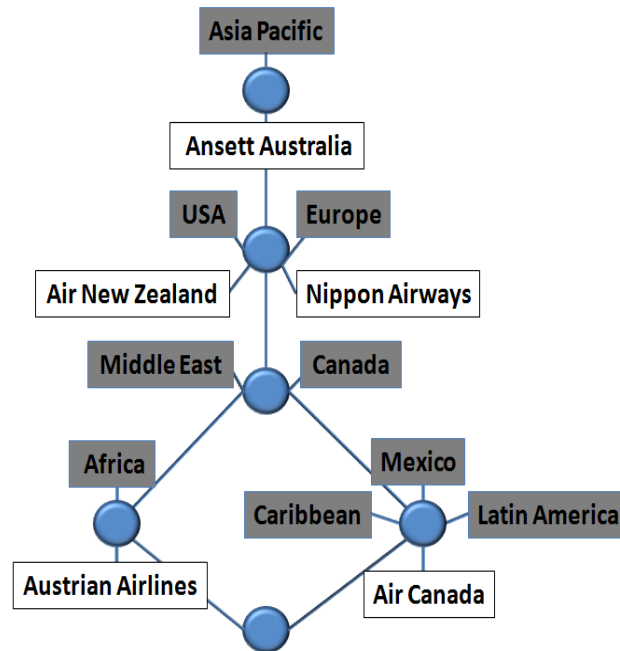 Asia Pacific
Ansett Australia
USA
Europe
Air New Zealand
Nippon Airways
Middle East
Canada
Africa
Mexico
Caribbean
Latin America
Austrian Airlines
Air Canada